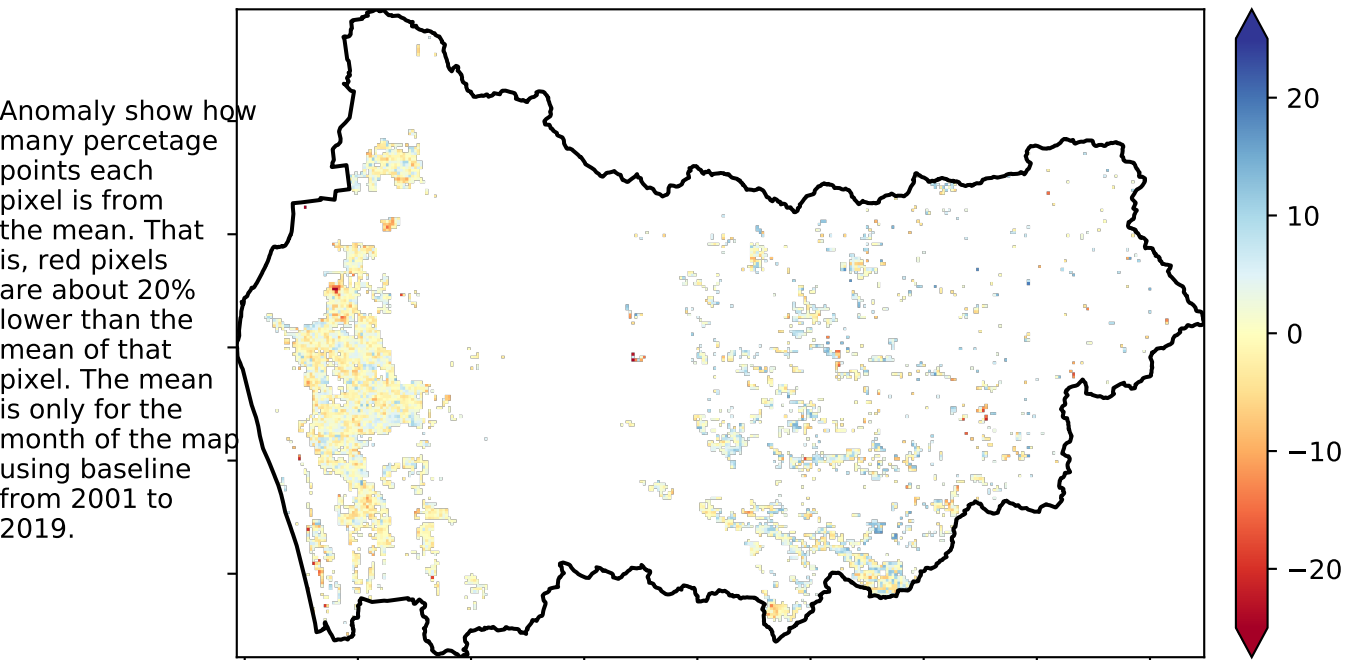 Anomaly show how
many percetage
points each
pixel is from
the mean. That
is, red pixels
are about 20%
lower than the
mean of that
pixel. The mean
is only for the
month of the map
using baseline
from 2001 to
2019.
20
10
0
−10
−20